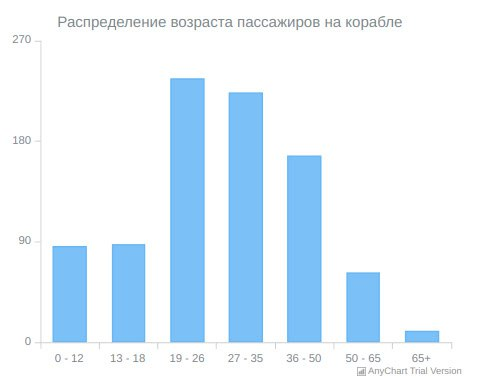 Распределение возраста пассажиров на корабле
270
180
90
0
0 - 12 13 - 18 19 - 26 27 - 35 36 - 50 50 - 65 65+
AnyChart Trial Version